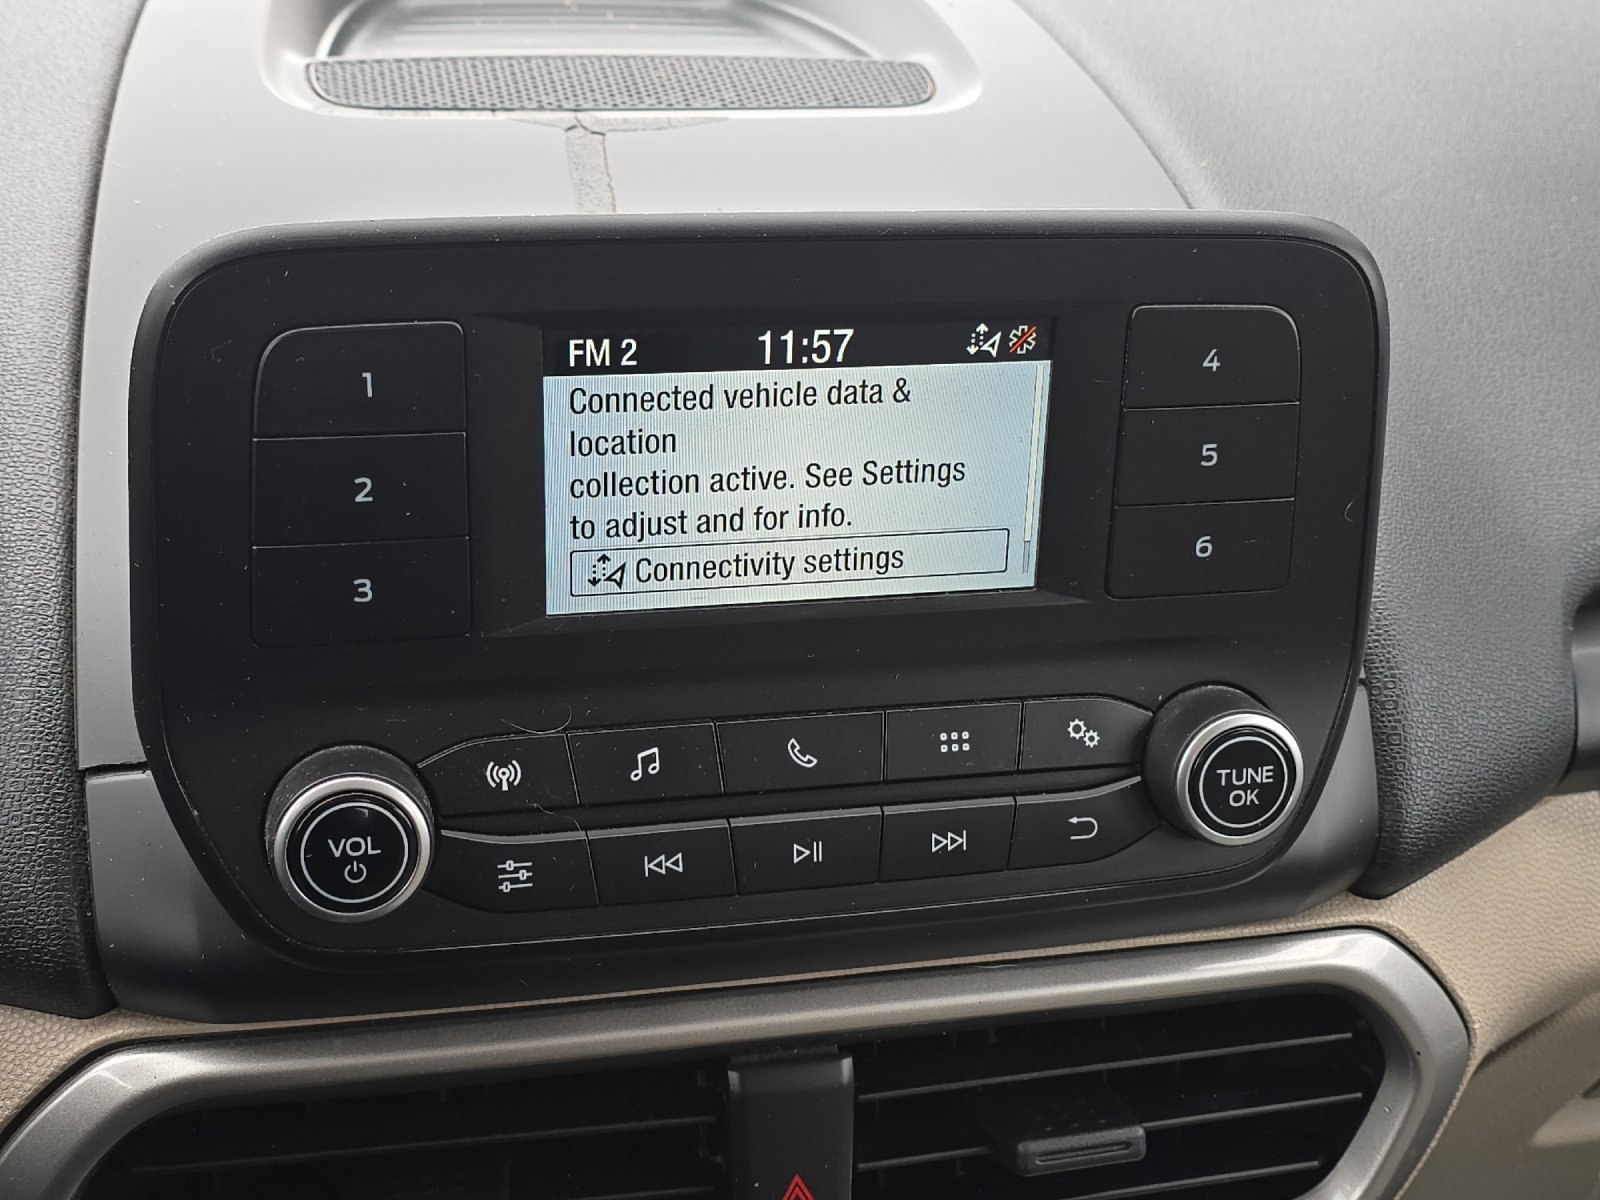 FM 2 11:57
Connected vehicle data &
location
collection active. See Settings
to adjust and for info.
Connectivity settings
1
2
3
4
5
6
VOL
TUNE
OK